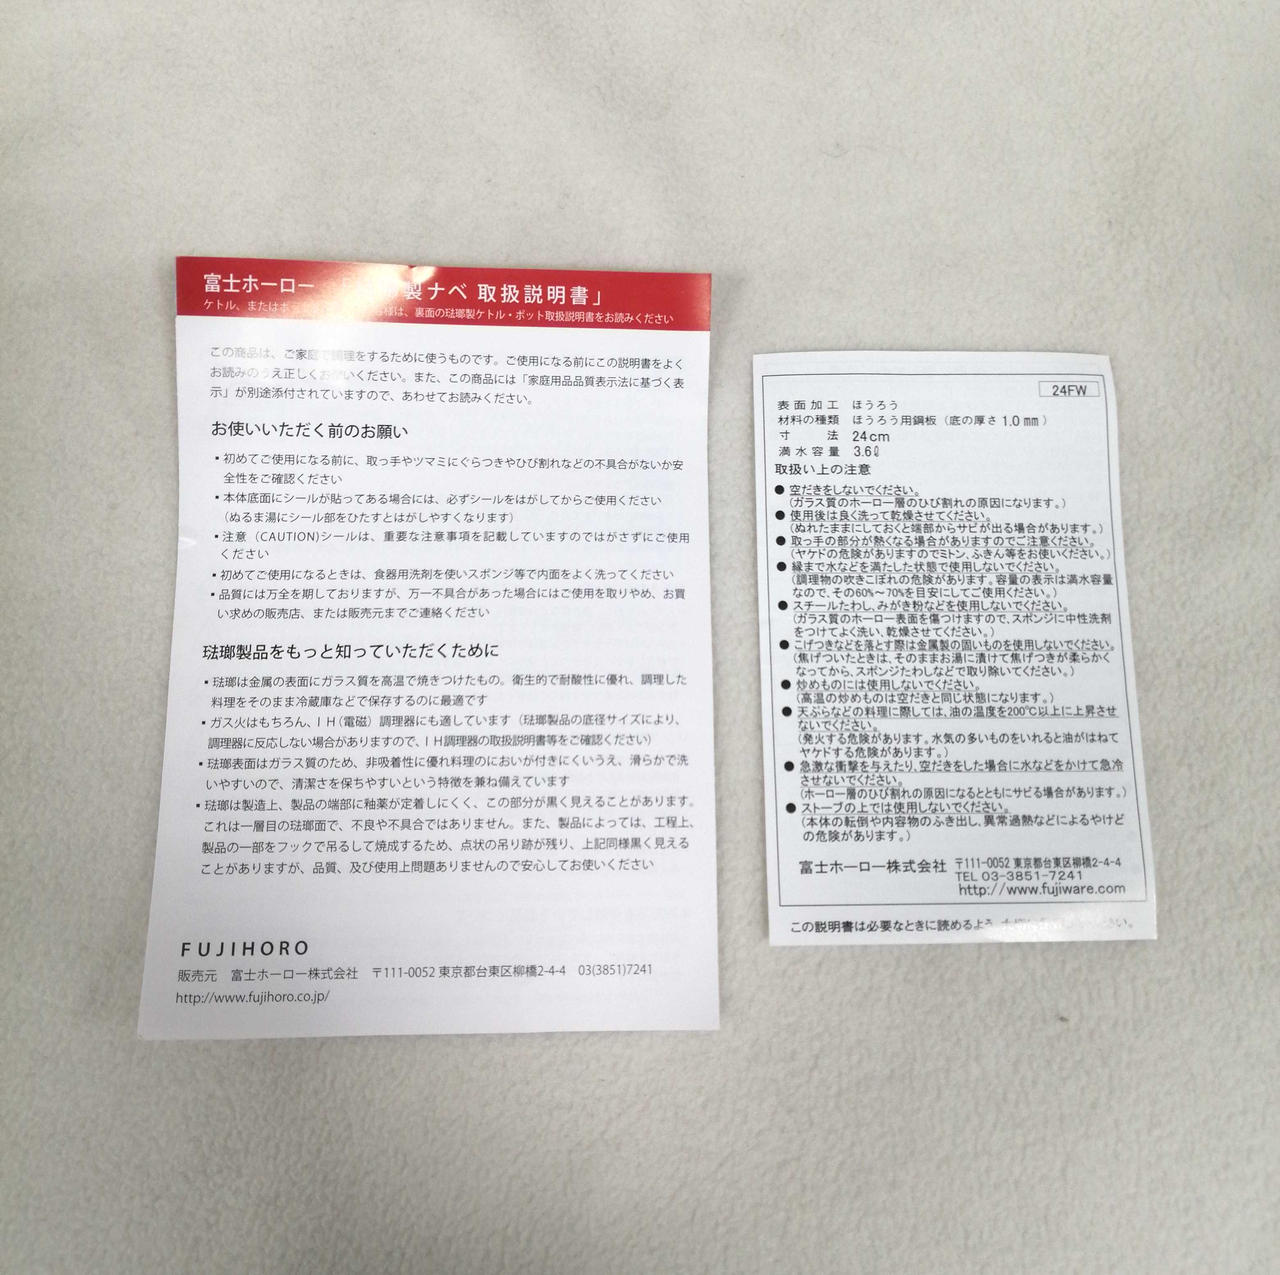 富士ホーロー 「 製ナベ 取扱説明書」
ケトル、またはポ 様は、裏面の琺瑯製ケトル・ポット取扱説明書をお読みください
この商品は、ご家庭で調理をするために使うものです。ご使用になる前にこの説明書をよく
お読みのうえ正しくお使いください。また、この商品には「家庭用品品質表示法に基づく表
示」が別途添付されていますので、あわせてお読みください。
お使いいただく前のお願い
▪ 初めてご使用になる前に、取っ手やツマミにぐらつきやひび割れなどの不具合がないか安
全性をご確認ください
▪ 本体底面にシールが貼ってある場合には、必ずシールをはがしてからご使用ください
（ぬるま湯にシール部をひたすとはがしやすくなります）
▪ 注意（CAUTION)シールは、重要な注意事項を記載していますのではがさずにご使用
ください
▪ 初めてご使用になるときは、食器用洗剤を使いスポンジ等で内面をよく洗ってください
▪ 品質には万全を期しておりますが、万一不具合があった場合にはご使用を取りやめ、お買
い求めの販売店、または販売元までご連絡ください
琺瑯製品をもっと知っていただくために
▪ 琺瑯は金属の表面にガラス質を高温で焼きつけたもの。衛生的で耐酸性に優れ、調理した
料理をそのまま冷蔵庫などで保存するのに最適です
▪ ガス火はもちろん、ＩＨ(電磁）調理器にも適しています（琺瑯製品の底径サイズにより、
調理器に反応しない場合がありますので、ＩＨ調理器の取扱説明書等をご確認ください）
▪ 琺瑯表面はガラス質のため、非吸着性に優れ料理のにおいが付きにくいうえ、滑らかで洗
いやすいので、清潔さを保ちやすいという特徴を兼ね備えています
▪ 琺瑯は製造上、製品の端部に釉薬が定着しにくく、この部分が黒く見えることがあります。
これは一層目の琺瑯面で、不良や不具合ではありません。また、製品によっては、工程上、
製品の一部をフックで吊るして焼成するため、点状の吊り跡が残り、上記同様黒く見える
ことがありますが、品質、及び使用上問題ありませんので安心してお使いください
FUJIHORO
販売元 富士ホーロー株式会社 〒111-0052 東京都台東区柳橋2-4-4 03(3851)7241
http://www.fujihoro.co.jp/
24FW
表面加工 ほうろう
材料の種類 ほうろう用鋼板（底の厚さ 1.0㎜）
寸法 24cm
満水容量 3.6ℓ
取扱い上の注意
● 空だきをしないでください。
（ガラス質のホーロー層のひび割れの原因になります。）
● 使用後は良く洗って乾燥させてください。
（ぬれたままにしておくと端部からサビが出る場合があります。）
● 取っ手の部分が熱くなる場合がありますのでご注意ください。
（ヤケドの危険がありますのでミトン、ふきん等をお使いください。）
● 縁まで水などを満たした状態で使用しないでください。
（調理物の吹きこぼれの危険があります。容量の表示は満水容量
なので、その60%～70%を目安にしてご使用ください。）
● スチールたわし、みがき粉などを使用しないでください。
（ガラス質のホーロー表面を傷つけますので、スポンジに中性洗剤
をつけてよく洗い、乾燥させてください。）
● こげつきなどを落とす際は金属製の固いものを使用しないでください。
（焦げついたときは、そのままお湯に漬けて焦げつきが柔らかく
なってから、スポンジたわしなどで取り除いてください。）
● 炒めものには使用しないでください。
（高温の炒めものは空だきと同じ状態になります。）
● 天ぷらなどの料理に際しては、油の温度を200℃以上に上昇させ
ないでください。
（発火する危険があります。水気の多いものをいれると油がはねて
ヤケドする危険があります。）
● 急激な衝撃を与えたり、空だきをした場合に水などをかけて急冷
させないでください。
（ホーロー層のひび割れの原因になるとともにサビる場合があります。）
● ストーブの上では使用しないでください。
（本体の転倒や内容物のふき出し、異常過熱などによるやけど
の危険があります。）
富士ホーロー株式会社 〒111-0052 東京都台東区柳橋2-4-4
TEL 03-3851-7241
http://www.fujiware.com
この説明書は必要なときに読めるよう ください。